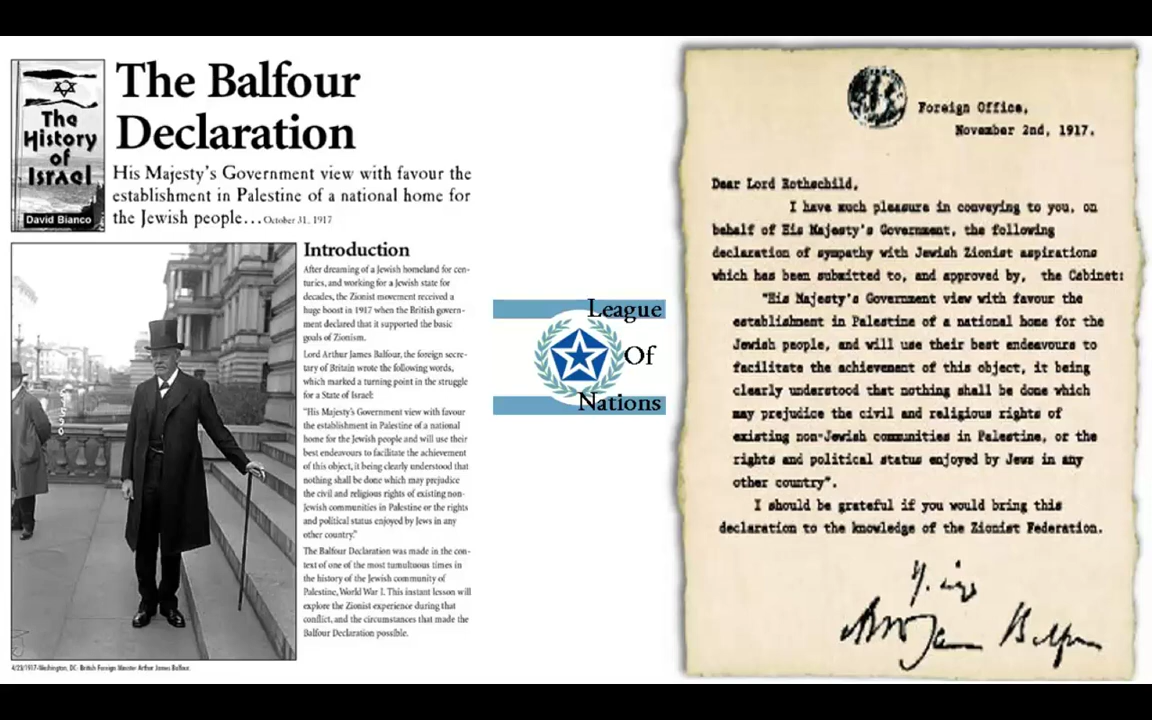 The
History
of
Israel
David Bianco
The Balfour
Declaration
His Majesty's Government view with favour the
establishment in Palestine of a national home for
the Jewish people…October 31, 1917
Introduction
After dreaming of a Jewish homeland for cen-
turies, and working for a Jewish state for
decades, the Zionist movement received a
huge boost in 1917 when the British govern-
ment declared that it supported the basic
goals of Zionism.
Lord Arthur James Balfour, the foreign secre-
tary of Britain wrote the following words,
which marked a turning point in the struggle
for a State of Israel:
"His Majesty's Government view with favour
the establishment in Palestine of a national
home for the Jewish people and will use their
best endeavours to facilitate the achievement
of this object, it being clearly understood that
nothing shall be done which may prejudice
the civil and religious rights of existing non-
Jewish communities in Palestine or the rights
and political status enjoyed by Jews in any
other country."
The Balfour Declaration was made in the con-
text of one of the most tumultuous times in
the history of the Jewish community of
Palestine, World War I. This instant lesson will
explore the Zionist experience during that
conflict, and the circumstances that made the
Balfour Declaration possible.
4/23/1917-Washington, DC- British Foreign Minister Arthur James Balfour.
League
Of
Nations
Foreign Office,
November 2nd, 1917.
Dear Lord Rothschild,
I have much pleasure in conveying to you, on
behalf of His Majesty's Government, the following
declaration of sympathy with Jewish Zionist aspirations
which has been submitted to, and approved by, the Cabinet:
"His Majesty's Government view with favour the
establishment in Palestine of a national home for the
Jewish people, and will use their best endeavours to
facilitate the achievement of this object, it being
clearly understood that nothing shall be done which
may prejudice the civil and religious rights of
existing non-Jewish communities in Palestine, or the
rights and political status enjoyed by Jews in any
other country".
I should be grateful if you would bring this
declaration to the knowledge of the Zionist Federation.